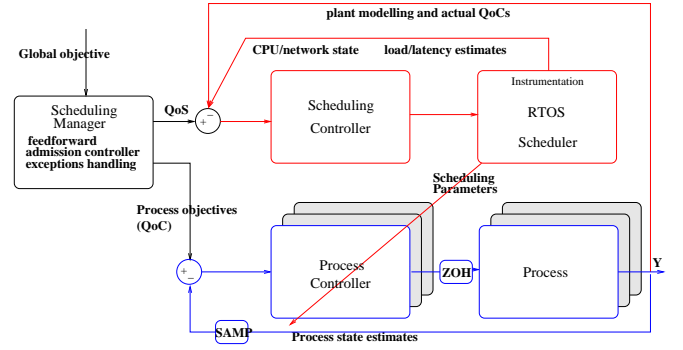 plant modelling and actual QoCs
Global objective
CPU/network state load/latency estimates
Scheduling
Manager
feedforward
admission controller
exceptions handling
QoS
+
−
Scheduling
Controller
Instrumentation
RTOS
Scheduler
Scheduling
Parameters
Process objectives
(QoC)
+
−
Process
Controller
ZOH
Process
Y
SAMP
Process state estimates